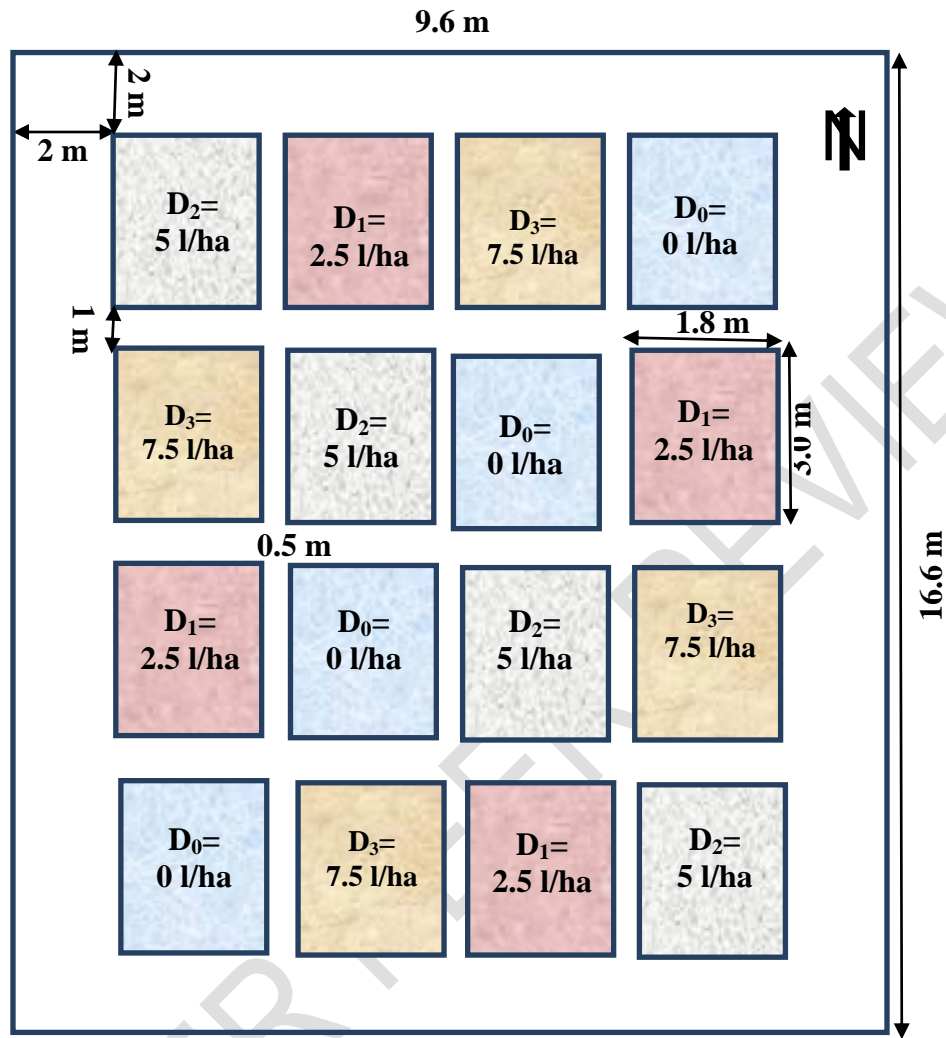 9.6 m
2 m
2 m
N
D₂=
5 l/ha
D₁=
2.5 l/ha
D₃=
7.5 l/ha
D₀=
0 l/ha
1 m
1.8 m
D₃=
7.5 l/ha
D₂=
5 l/ha
D₀=
0 l/ha
D₁=
2.5 l/ha
3.0 m
0.5 m
16.6 m
D₁=
2.5 l/ha
D₀=
0 l/ha
D₂=
5 l/ha
D₃=
7.5 l/ha
D₀=
0 l/ha
D₃=
7.5 l/ha
D₁=
2.5 l/ha
D₂=
5 l/ha
ER PEER REVIEW